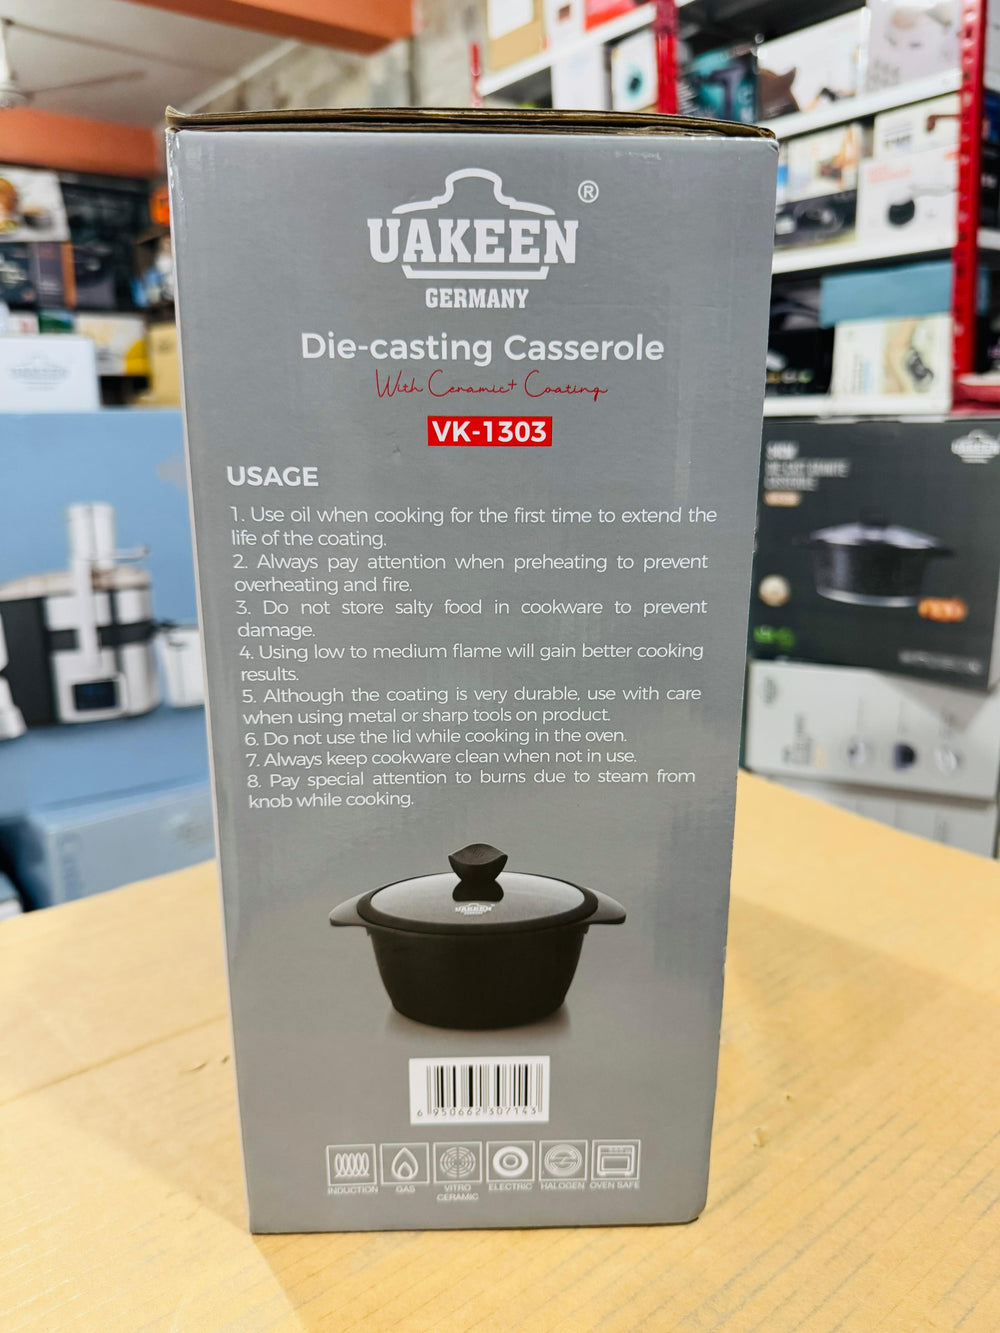 UAKEEN
®
GERMANY
Die-casting Casserole
With Ceramic+ Coating
VK-1303
USAGE
1. Use oil when cooking for the first time to extend the
life of the coating.
2. Always pay attention when preheating to prevent
overheating and fire.
3. Do not store salty food in cookware to prevent
damage.
4. Using low to medium flame will gain better cooking
results.
5. Although the coating is very durable, use with care
when using metal or sharp tools on product.
6. Do not use the lid while cooking in the oven.
7. Always keep cookware clean when not in use.
8. Pay special attention to burns due to steam from
knob while cooking.
UAKEEN
GERMANY
6 950662 307143
INDUCTION GAS VITRO CERAMIC ELECTRIC HALOGEN OVEN SAFE